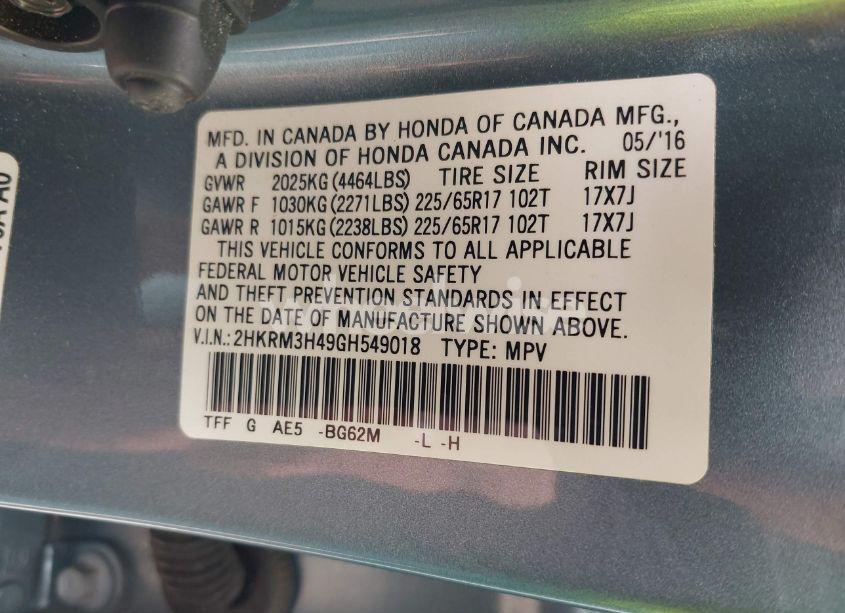 MFD. IN CANADA BY HONDA OF CANADA MFG.,
A DIVISION OF HONDA CANADA INC. 05/'16
GVWR 2025KG(4464LBS) TIRE SIZE RIM SIZE
GAWR F 1030KG(2271LBS) 225/65R17 102T 17X7J
GAWR R 1015KG(2238LBS) 225/65R17 102T 17X7J
THIS VEHICLE CONFORMS TO ALL APPLICABLE
FEDERAL MOTOR VEHICLE SAFETY
AND THEFT PREVENTION STANDARDS IN EFFECT
ON THE DATE OF MANUFACTURE SHOWN ABOVE.
V.I.N.: 2HKRM3H49GH549018 TYPE: MPV
TFF G AE5 -BG62M -L -H